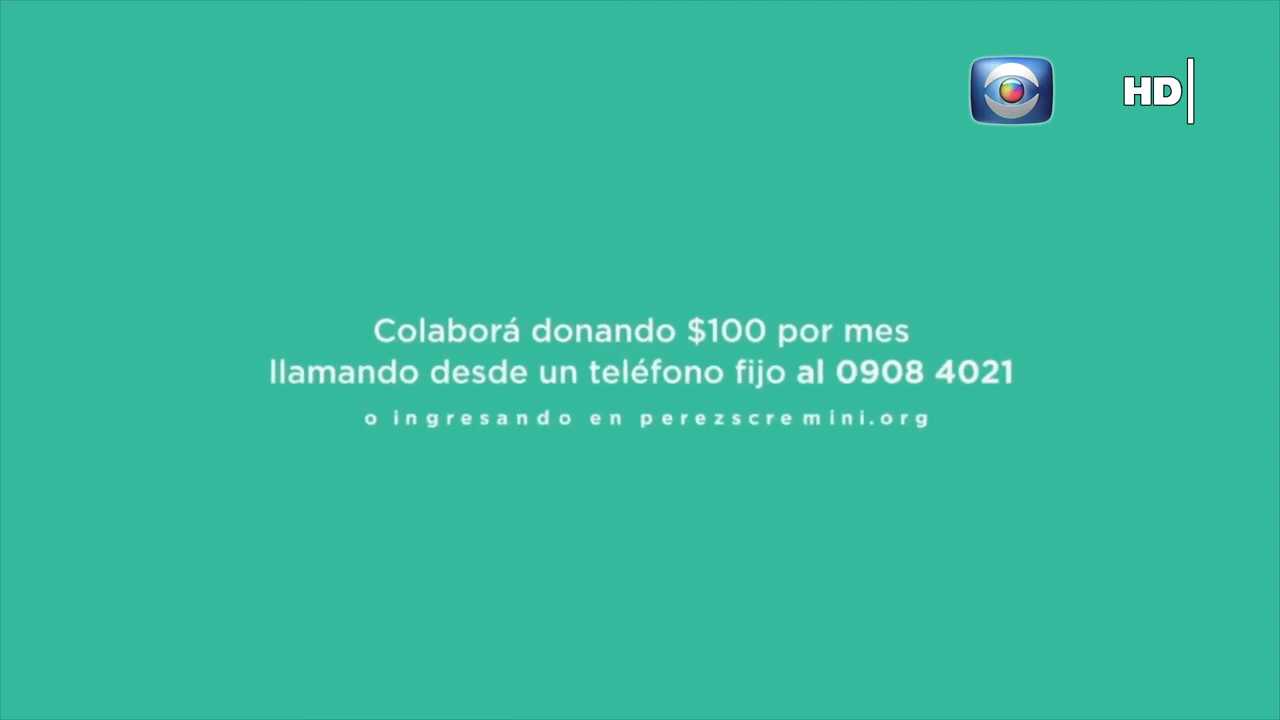 HD
Colaborá donando $100 por mes
llamando desde un teléfono fijo al 0908 4021
o ingresando en perezscremini.org